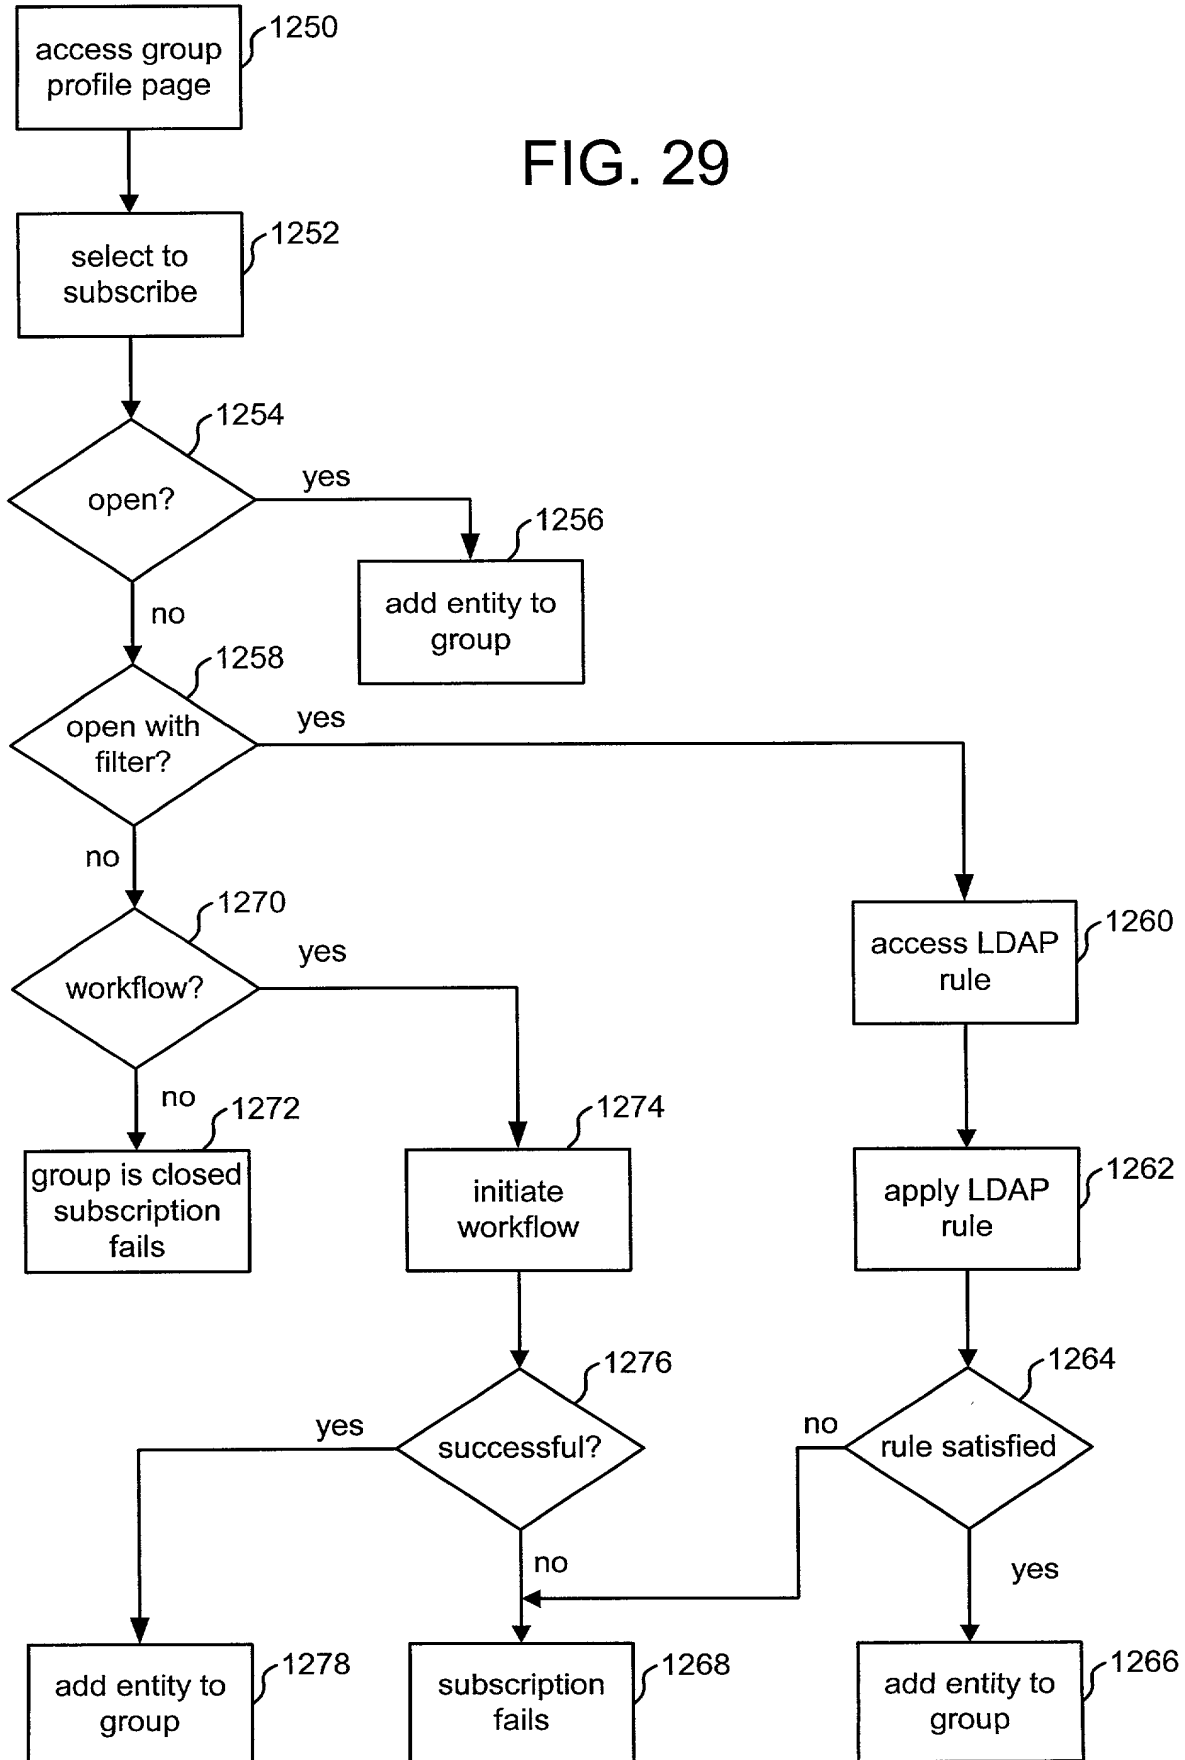 access group
profile page
1250
FIG. 29
select to
subscribe
1252
1254
open?
yes
1256
add entity to
group
no
1258
open with
filter?
yes
no
1270
workflow?
yes
1260
access LDAP
rule
no
1272
group is closed
subscription
fails
1274
initiate
workflow
1262
apply LDAP
rule
1276
successful?
yes
1264
rule satisfied
no
no
yes
1278
add entity to
group
1268
subscription
fails
1266
add entity to
group